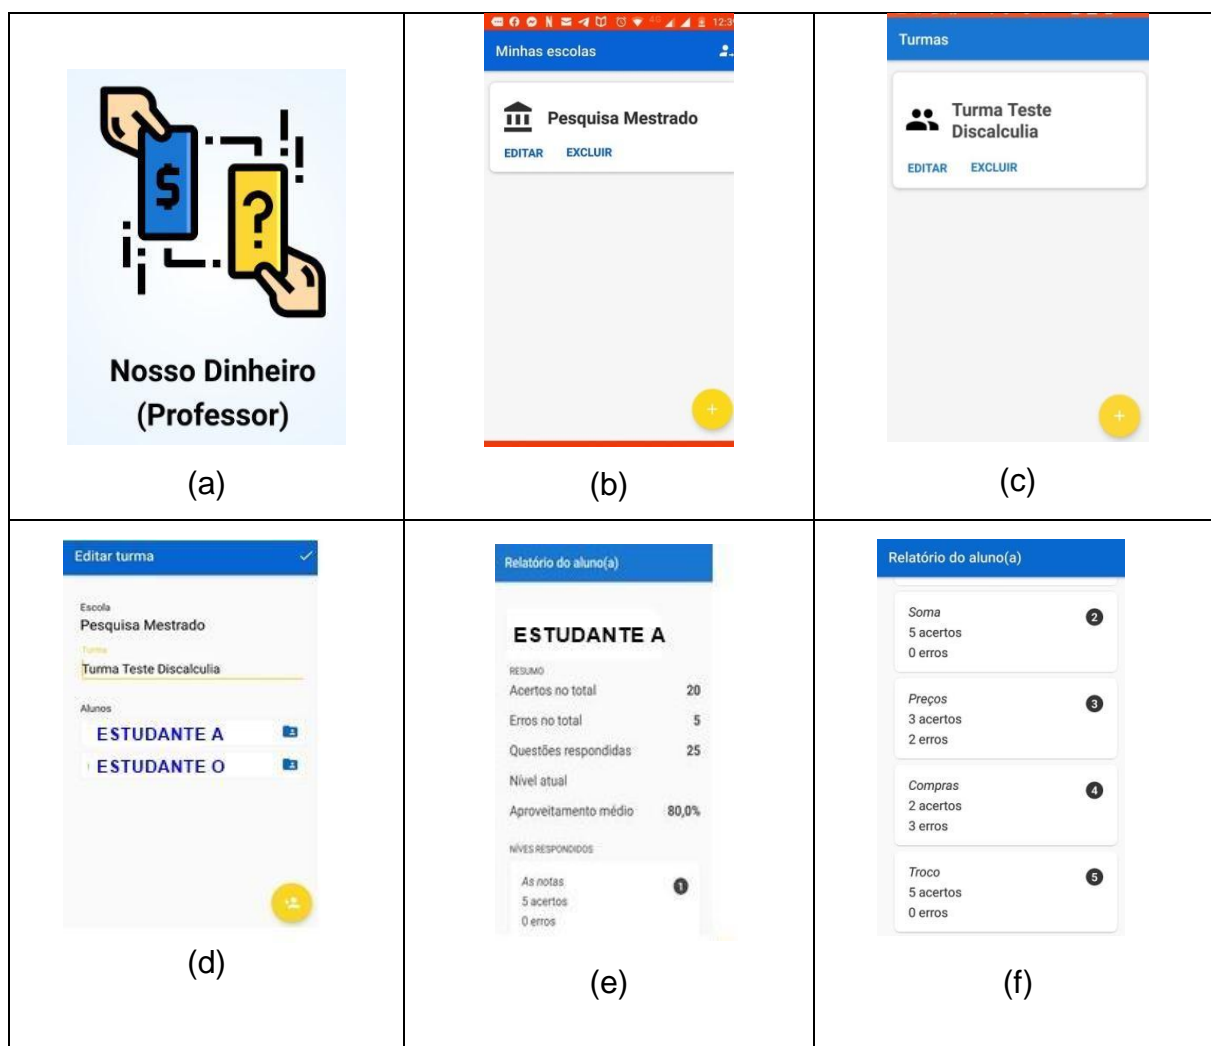 $
?
Nosso Dinheiro
(Professor)
(a)
4G 12:39
Minhas escolas
Pesquisa Mestrado
EDITAR EXCLUIR
+
(b)
Turmas
Turma Teste
Discalculia
EDITAR EXCLUIR
+
(c)
Editar turma
Escola
Pesquisa Mestrado
Turma
Turma Teste Discalculia
Alunos
ESTUDANTE A
ESTUDANTE O
(d)
Relatório do aluno(a)
ESTUDANTE A
RESUMO
Acertos no total 20
Erros no total 5
Questões respondidas 25
Nível atual
Aproveitamento médio 80,0%
NÍVEIS RESPONDIDOS
As notas 1
5 acertos
0 erros
(e)
Relatório do aluno(a)
Soma 2
5 acertos
0 erros
Preços 3
3 acertos
2 erros
Compras 4
2 acertos
3 erros
Troco 5
5 acertos
0 erros
(f)